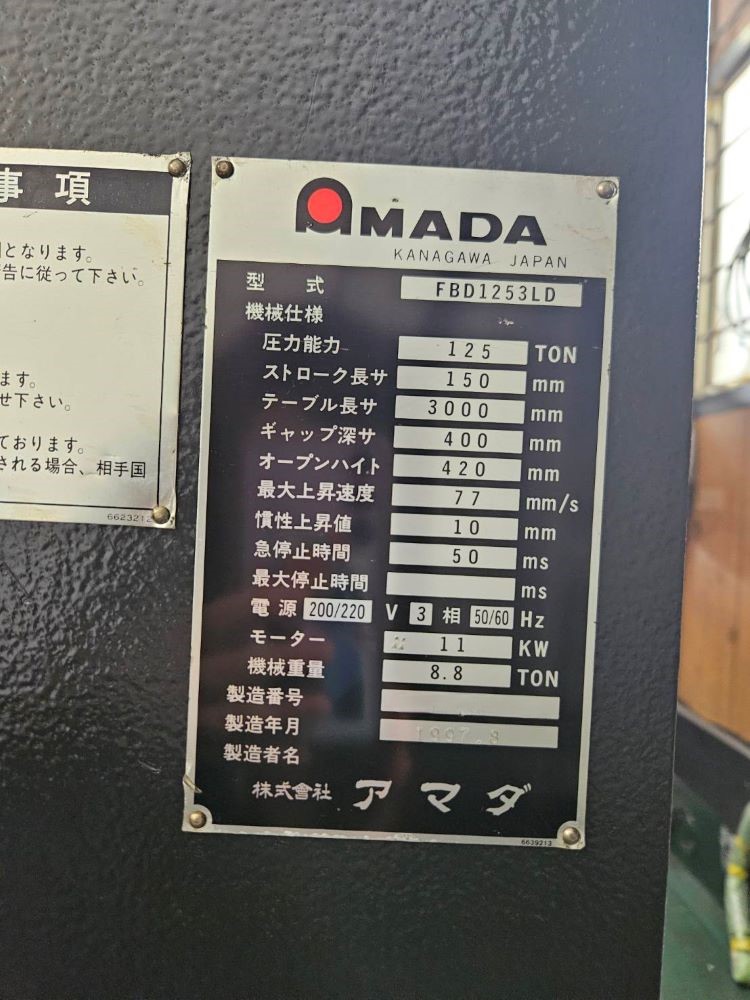 事項
となります。
告に従って下さい。
ます。
せ下さい。
ております。
される場合、相手国
6623212
AMADA
KANAGAWA JAPAN
型式 FBD1253LD
機械仕様
圧力能力 125 TON
ストローク長サ 150 mm
テーブル長サ 3000 mm
ギャップ深サ 400 mm
オープンハイト 420 mm
最大上昇速度 77 mm/s
慣性上昇値 10 mm
急停止時間 50 ms
最大停止時間 ms
電源 200/220 V 3 相 50/60 Hz
モーター 11 KW
機械重量 8.8 TON
製造番号
製造年月 1997.8
製造者名
株式會社 アマダ
6639213